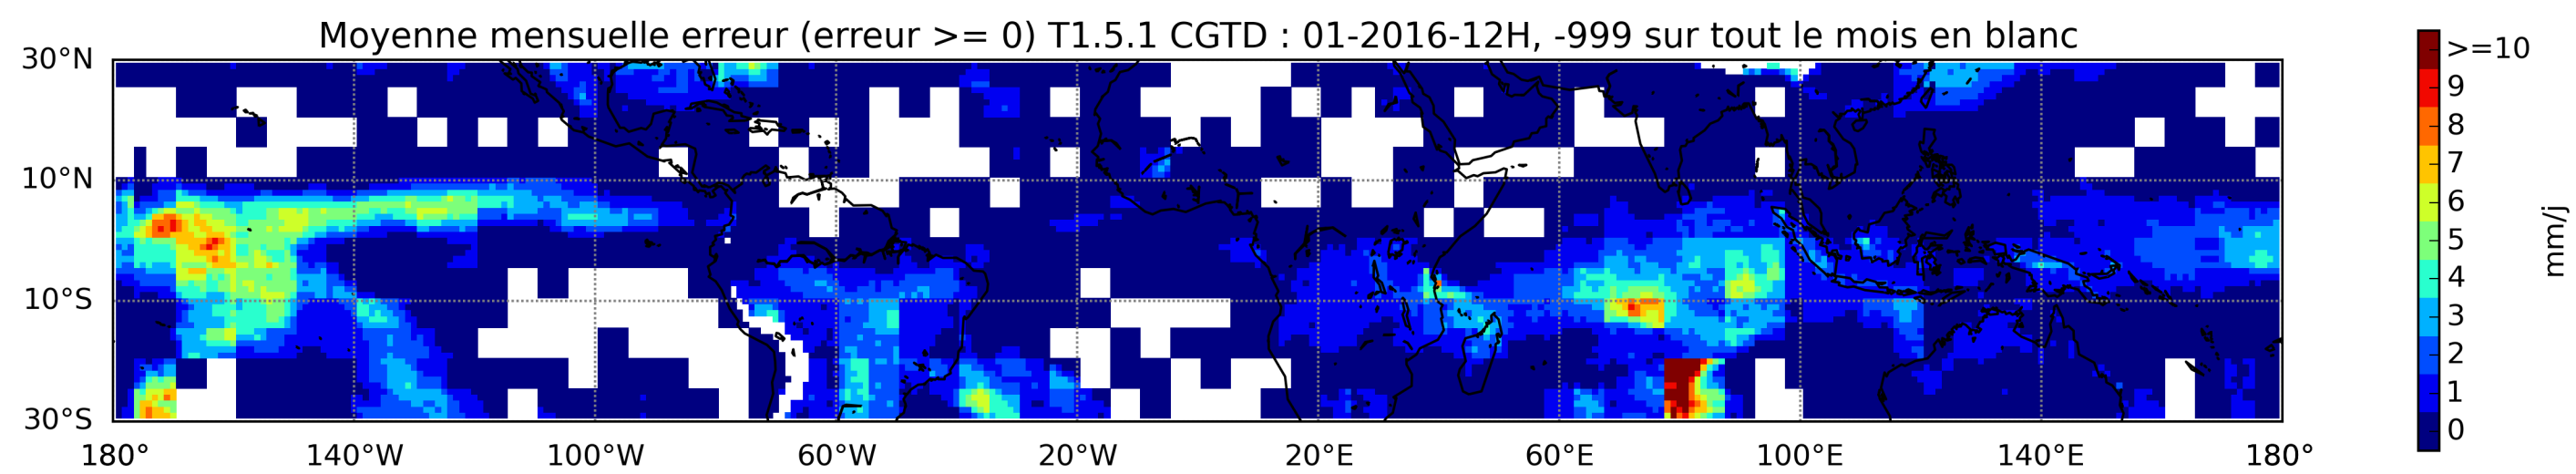 Moyenne mensuelle erreur (erreur >= 0) T1.5.1 CGTD : 01-2016-12H, -999 sur tout le mois en blanc
30°N
10°N
10°S
30°S
180° 140°W 100°W 60°W 20°W 20°E 60°E 100°E 140°E 180°
>=10
9
8
7
6
5
4
3
2
1
0
mm/j